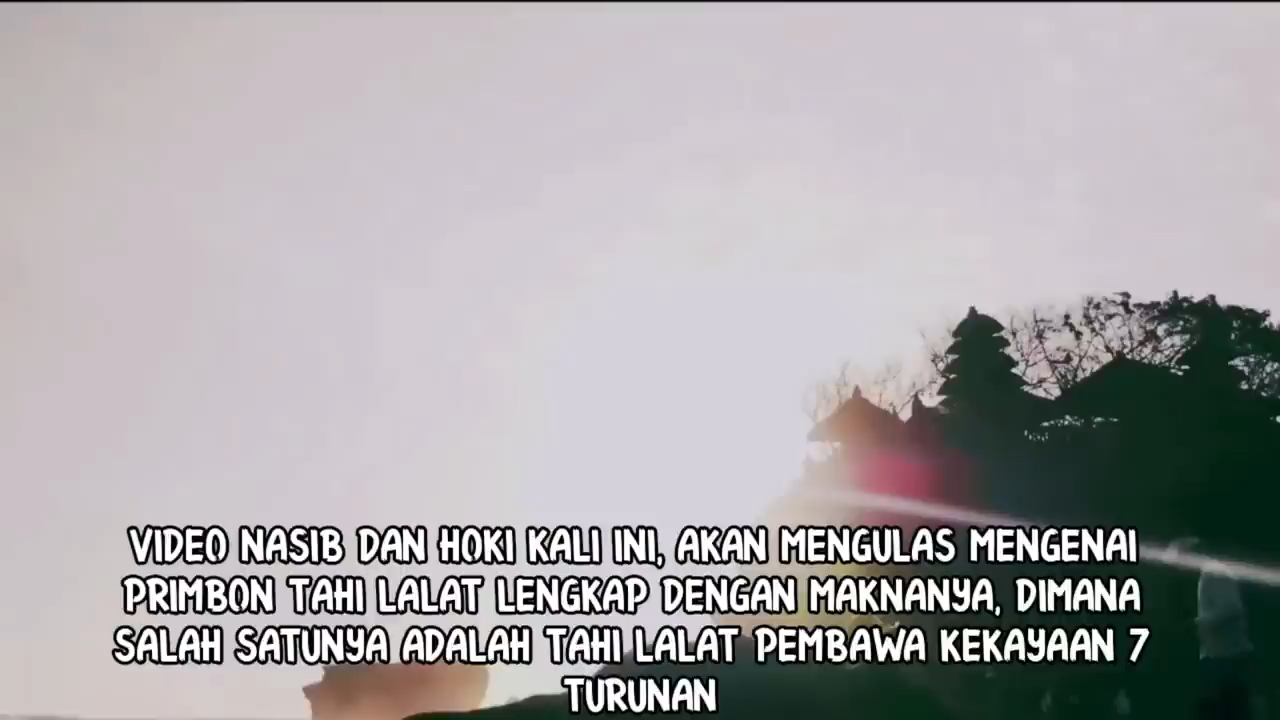 VIDEO NASIB DAN HOKI KALI INI, AKAN MENGULAS MENGENAI
PRIMBON TAHI LALAT LENGKAP DENGAN MAKNANYA, DIMANA
SALAH SATUNYA ADALAH TAHI LALAT PEMBAWA KEKAYAAN 7
TURUNAN